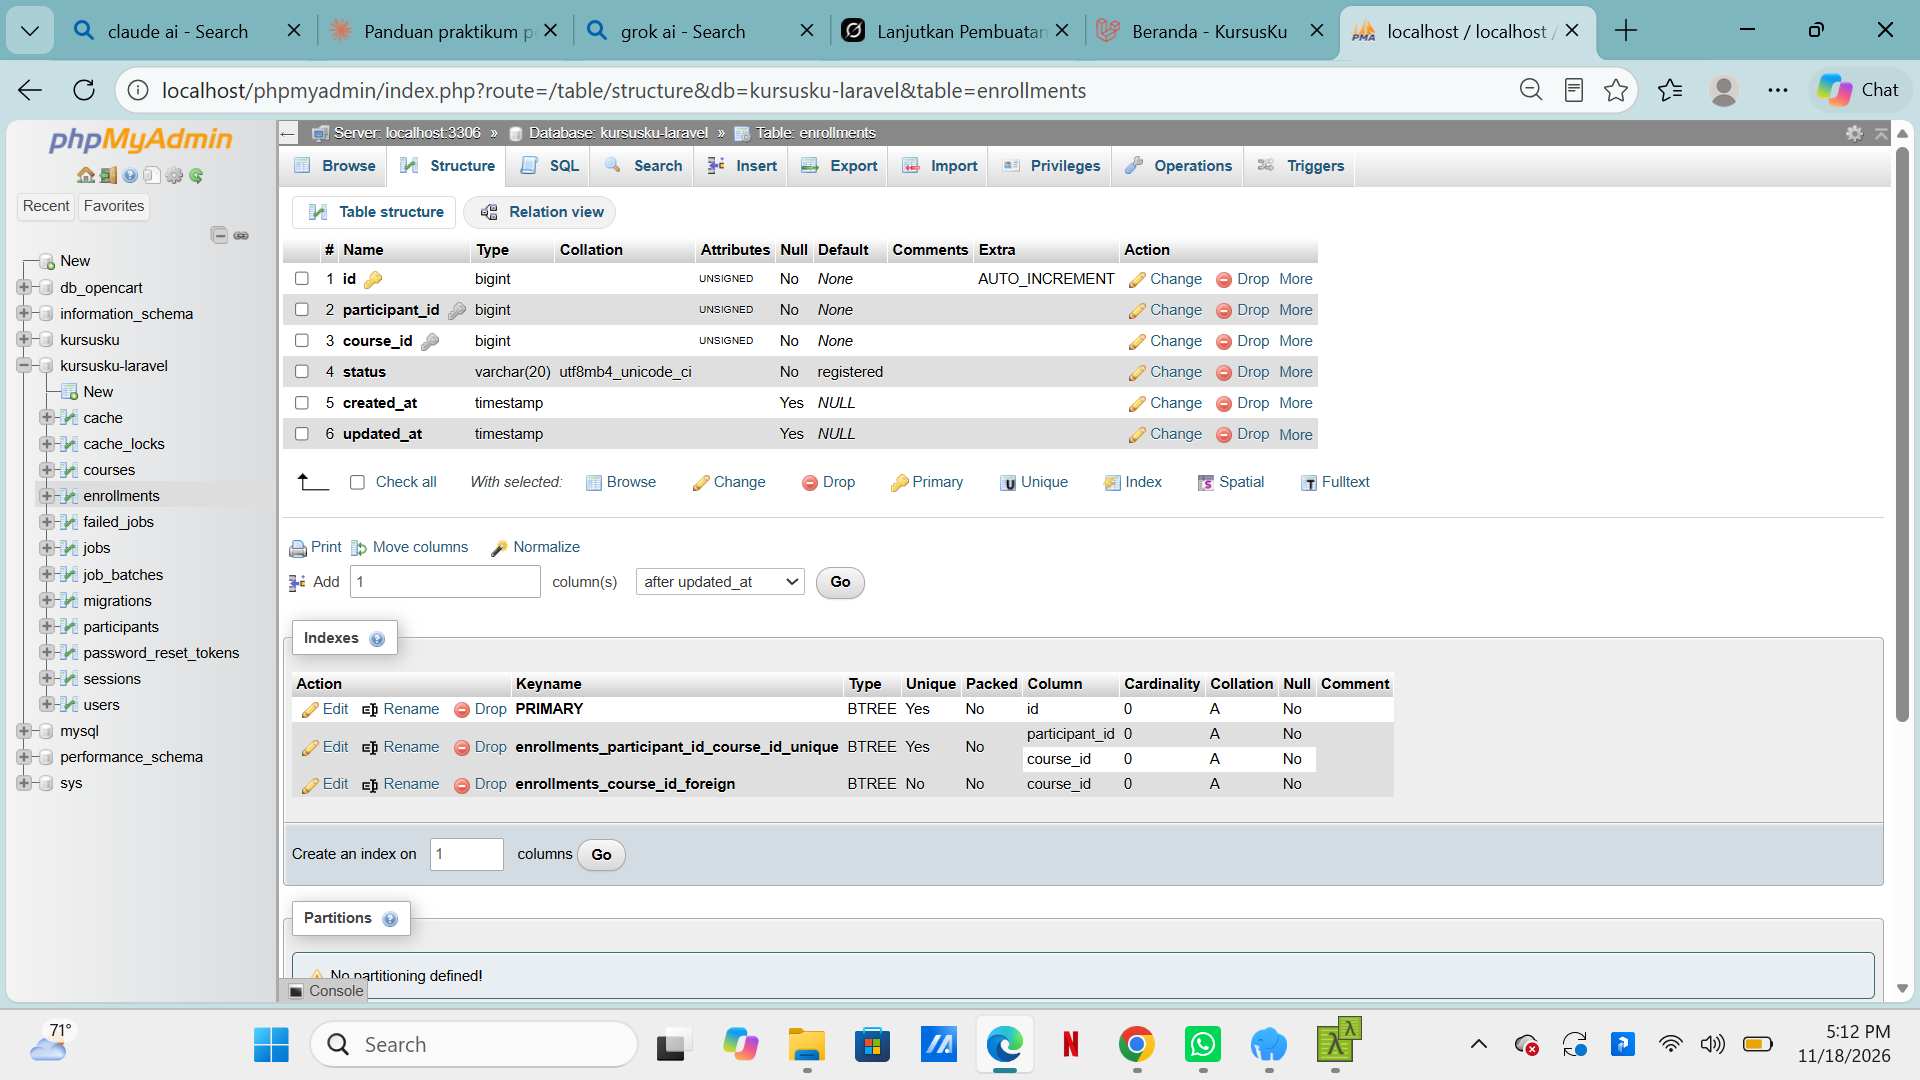 claude ai - Search
Panduan praktikum p
grok ai - Search
Lanjutkan Pembuatan
Beranda - KursusKu
localhost / localhost /
localhost/phpmyadmin/index.php?route=/table/structure&db=kursusku-laravel&table=enrollments
Chat
phpMyAdmin
Recent Favorites
New
db_opencart
information_schema
kursusku
kursusku-laravel
New
cache
cache_locks
courses
enrollments
failed_jobs
jobs
job_batches
migrations
participants
password_reset_tokens
sessions
users
mysql
performance_schema
sys
Server: localhost:3306 » Database: kursusku-laravel » Table: enrollments
Browse Structure SQL Search Insert Export Import Privileges Operations Triggers
Table structure Relation view
# Name Type Collation Attributes Null Default Comments Extra Action
1 id bigint UNSIGNED No None AUTO_INCREMENT Change Drop More
2 participant_id bigint UNSIGNED No None Change Drop More
3 course_id bigint UNSIGNED No None Change Drop More
4 status varchar(20) utf8mb4_unicode_ci No registered Change Drop More
5 created_at timestamp Yes NULL Change Drop More
6 updated_at timestamp Yes NULL Change Drop More
Check all With selected: Browse Change Drop Primary Unique Index Spatial Fulltext
Print Move columns Normalize
Add 1 column(s) after updated_at Go
Indexes
Action Keyname Type Unique Packed Column Cardinality Collation Null Comment
Edit Rename Drop PRIMARY BTREE Yes No id 0 A No
Edit Rename Drop enrollments_participant_id_course_id_unique BTREE Yes No participant_id 0 A No
course_id 0 A No
Edit Rename Drop enrollments_course_id_foreign BTREE No No course_id 0 A No
Create an index on 1 columns Go
Partitions
No partitioning defined!
Console
71°
Search
5:12 PM
11/18/2026